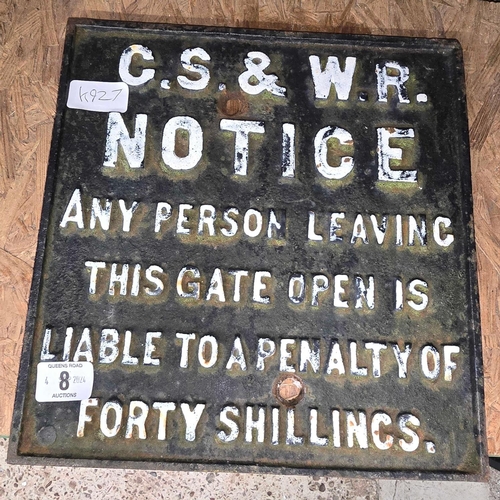 C.S. & W.R.
K927
NOTICE
ANY PERSON LEAVING
THIS GATE OPEN IS
LIABLE TO A PENALTY OF
FORTY SHILLINGS.
QUEENS ROAD
8
AUCTIONS